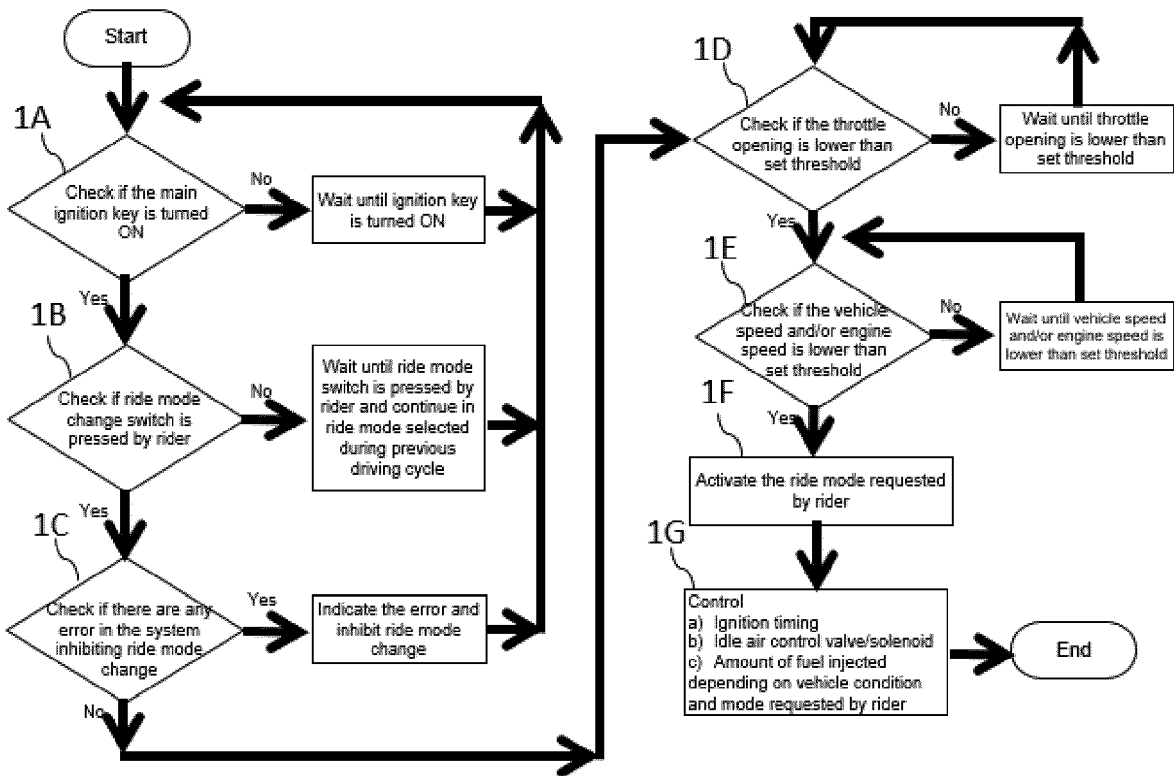 Start
1A
Check if the main
ignition key is turned
ON
No
Wait until ignition key
is turned ON
Yes
1B
Check if ride mode
change switch is
pressed by rider
No
Wait until ride mode
switch is pressed by
rider and continue in
ride mode selected
during previous
driving cycle
Yes
1C
Check if there are any
error in the system
inhibiting ride mode
change
Yes
Indicate the error and
inhibit ride mode
change
No
1D
Check if the throttle
opening is lower than
set threshold
No
Wait until throttle
opening is lower than
set threshold
Yes
1E
Check if the vehicle
speed and/or engine
speed is lower than
set threshold
No
Wait until vehicle speed
and/or engine speed is
lower than set threshold
Yes
1F
Activate the ride mode requested
by rider
1G
Control
a) Ignition timing
b) Idle air control valve/solenoid
c) Amount of fuel injected
depending on vehicle condition
and mode requested by rider
End